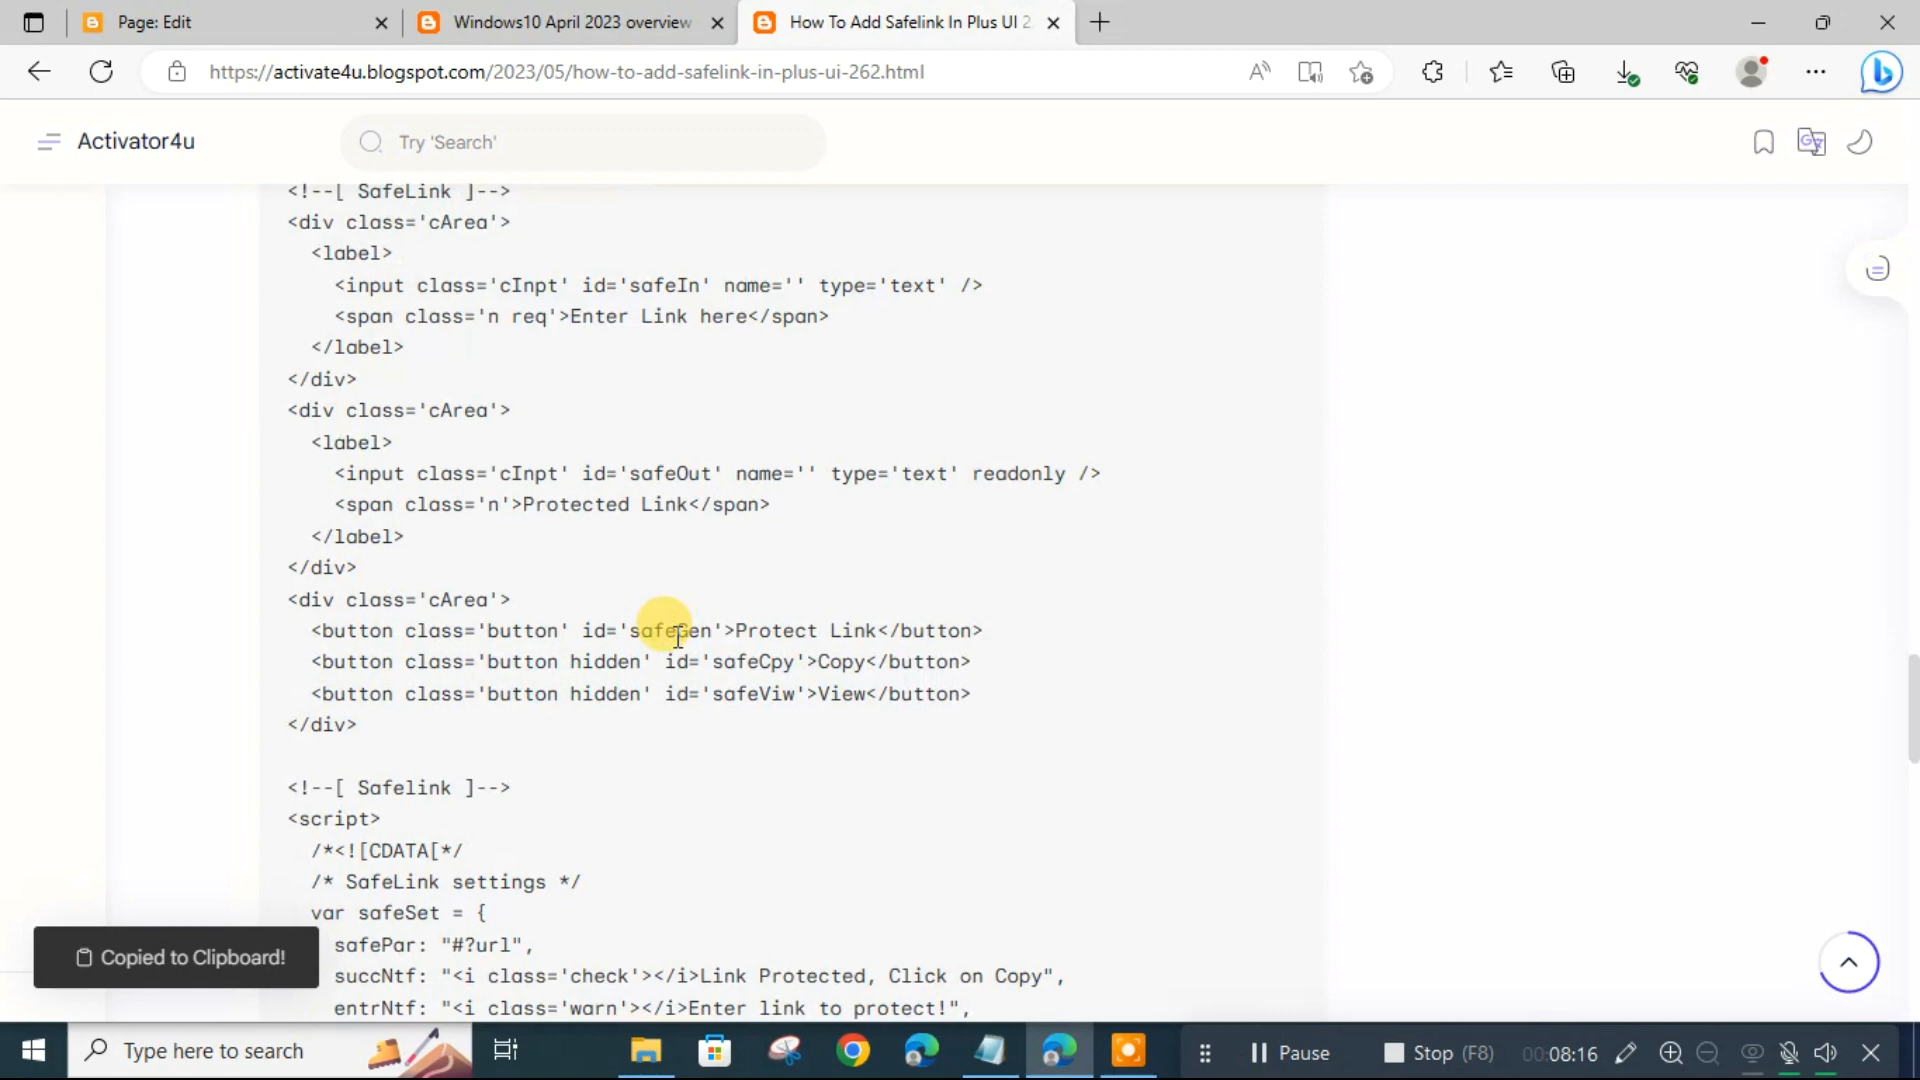 Page: Edit
Windows10 April 2023 overview
How To Add Safelink In Plus UI 2
https://activate4u.blogspot.com/2023/05/how-to-add-safelink-in-plus-ui-262.html
Activator4u
Try 'Search'
<!--[ SafeLink ]-->
<div class='cArea'>
<label>
<input class='cInpt' id='safeIn' name='' type='text' />
<span class='n req'>Enter Link here</span>
</label>
</div>
<div class='cArea'>
<label>
<input class='cInpt' id='safeOut' name='' type='text' readonly />
<span class='n'>Protected Link</span>
</label>
</div>
<div class='cArea'>
<button class='button' id='safeGen'>Protect Link</button>
<button class='button hidden' id='safeCpy'>Copy</button>
<button class='button hidden' id='safeViw'>View</button>
</div>
<!--[ Safelink ]-->
<script>
/*<![CDATA[*/
/* SafeLink settings */
var safeSet = {
safePar: "#?url",
succNtf: "<i class='check'></i>Link Protected, Click on Copy",
entrNtf: "<i class='warn'></i>Enter link to protect!",
Copied to Clipboard!
Type here to search
Pause
Stop (F8)
00:08:16